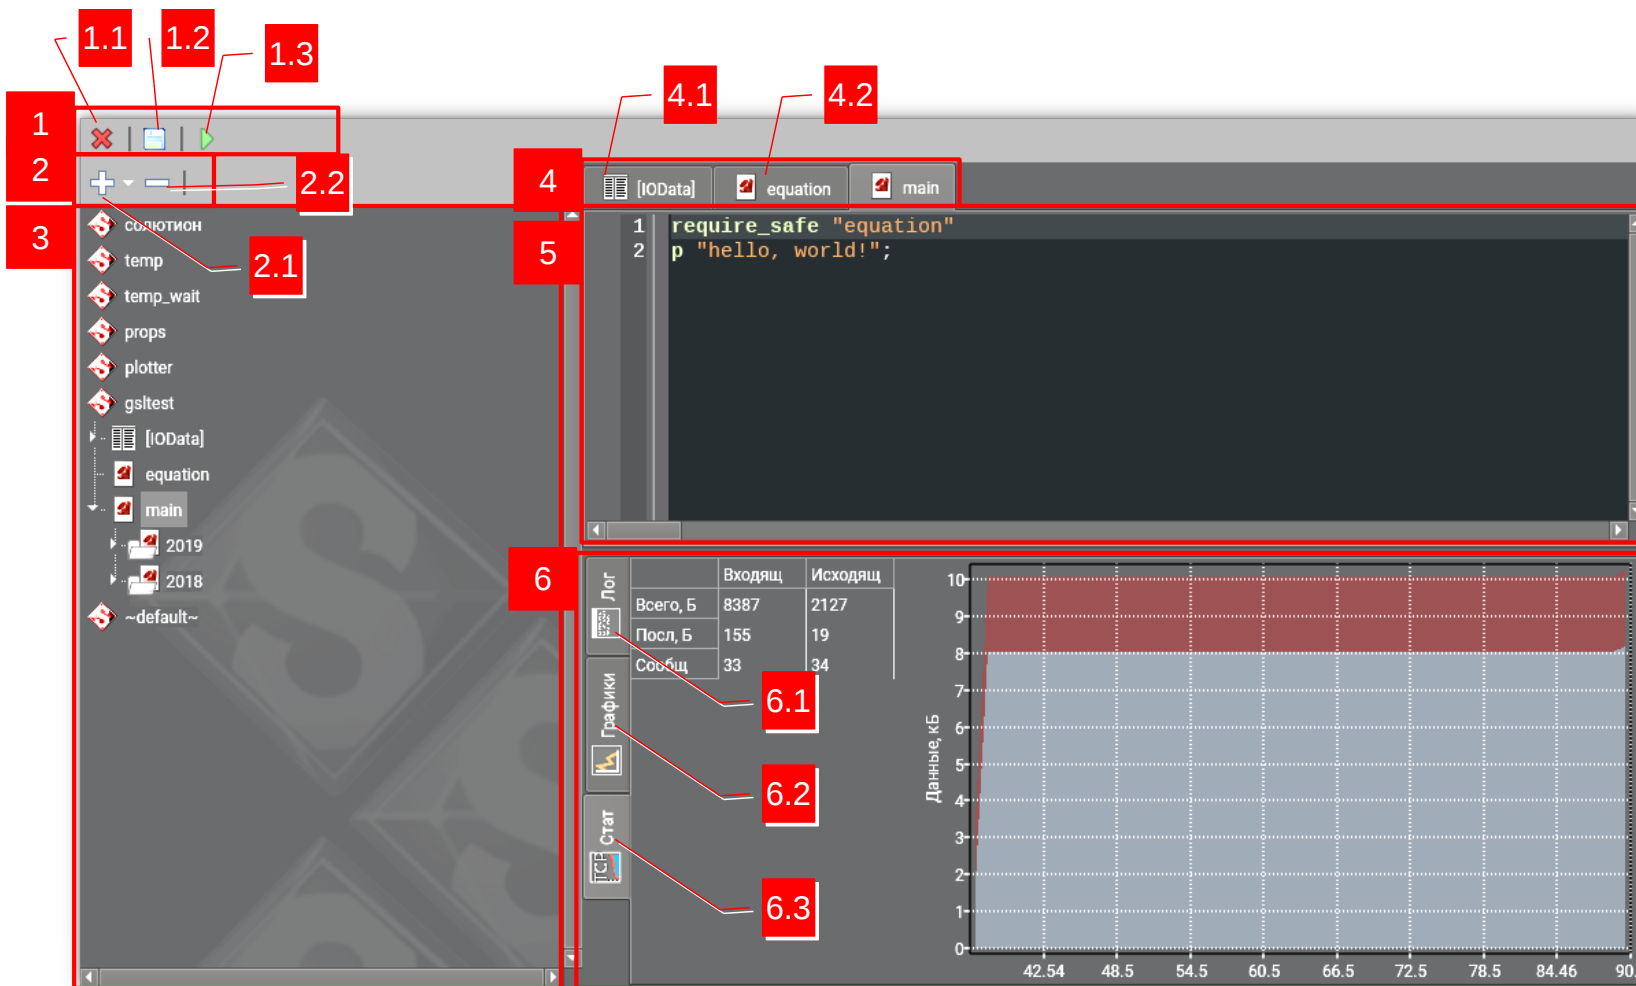 1.1
1.2
1.3
4.1
4.2
1
2
2.2
3
2.1
солютион
temp
temp_wait
props
plotter
gsltest
[IOData]
equation
main
2019
2018
~default~
4
[IOData]
equation
main
5
1 require_safe "equation"
2 p "hello, world!";
6
Лог
Графики
TCP
Стат
Входящ Исходящ
Всего, Б 8387 2127
Посл, Б 155 19
Сообщ 33 34
6.1
6.2
6.3
Данные, кБ
10
9
8
7
6
5
4
3
2
1
0
42.54 48.5 54.5 60.5 66.5 72.5 78.5 84.46 90.